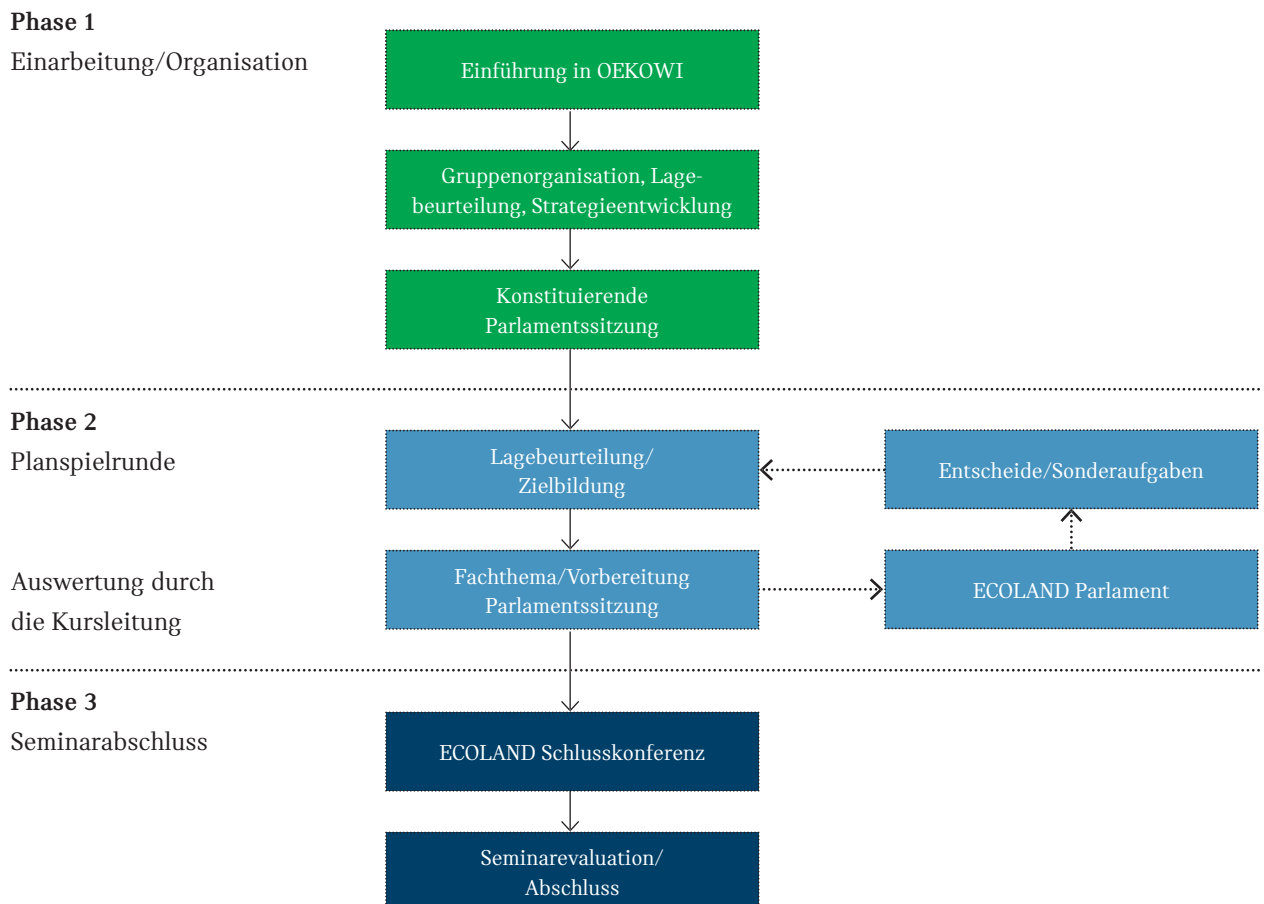 Phase 1
Einarbeitung/Organisation
Einführung in OEKOWI
Gruppenorganisation, Lage-
beurteilung, Strategieentwicklung
Konstituierende
Parlamentssitzung
Phase 2
Planspielrunde
Lagebeurteilung/
Zielbildung
Entscheide/Sonderaufgaben
Auswertung durch
die Kursleitung
Fachthema/Vorbereitung
Parlamentssitzung
ECOLAND Parlament
Phase 3
Seminarabschluss
ECOLAND Schlusskonferenz
Seminarevaluation/
Abschluss